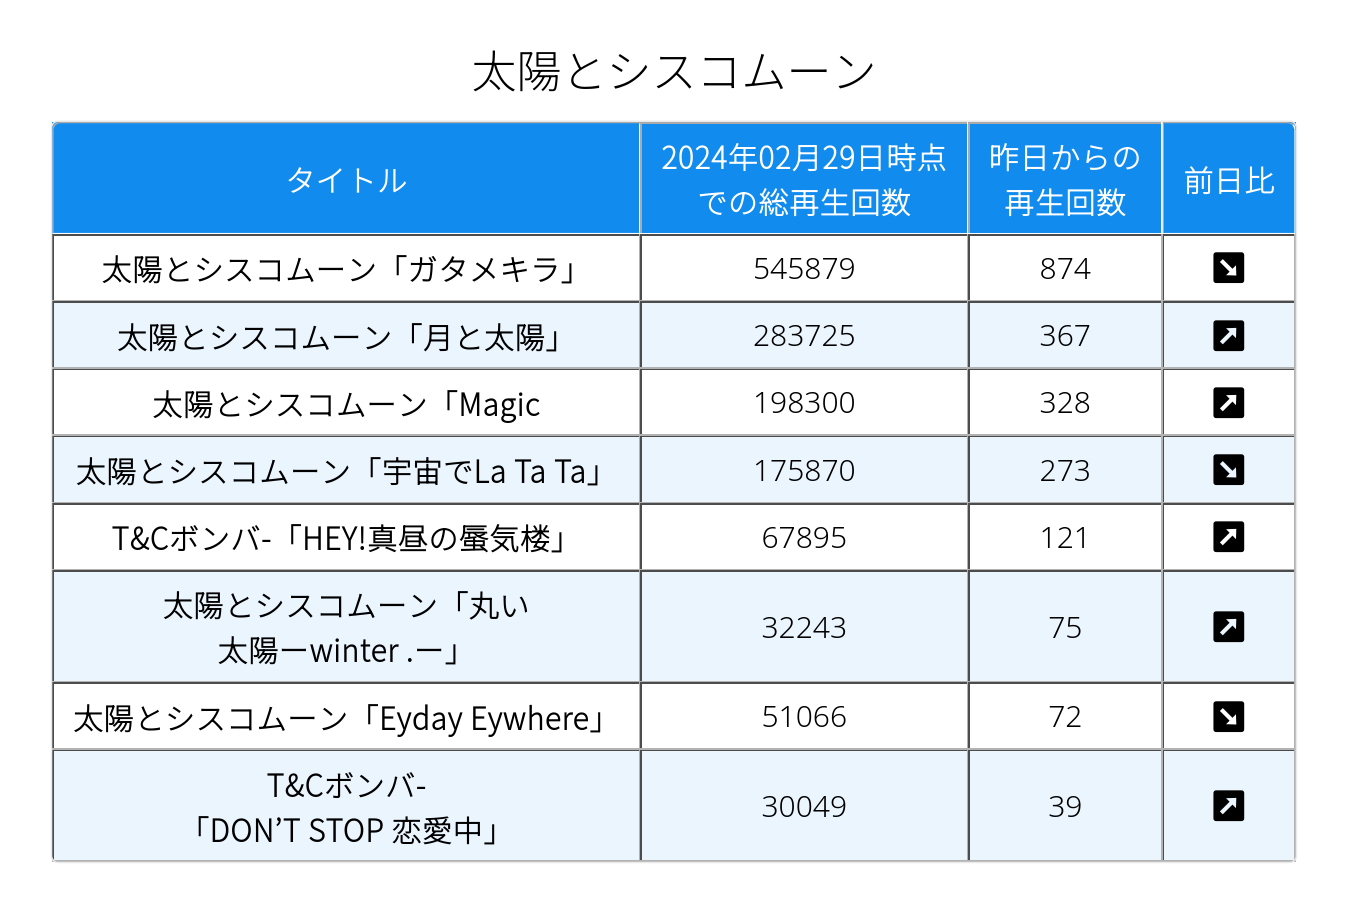 太陽とシスコムーン
タイトル
2024年02月29日時点
での総再生回数
昨日からの
再生回数
前日比
太陽とシスコムーン「ガタメキラ」 545879 874
太陽とシスコムーン「月と太陽」 283725 367
太陽とシスコムーン「Magic 198300 328
太陽とシスコムーン「宇宙でLa Ta Ta」 175870 273
T&Cボンバ-「HEY!真昼の蜃気楼」 67895 121
太陽とシスコムーン「丸い
太陽ーwinter .ー」 32243 75
太陽とシスコムーン「Eyday Eywhere」 51066 72
T&Cボンバ-
「DON’T STOP 恋愛中」 30049 39